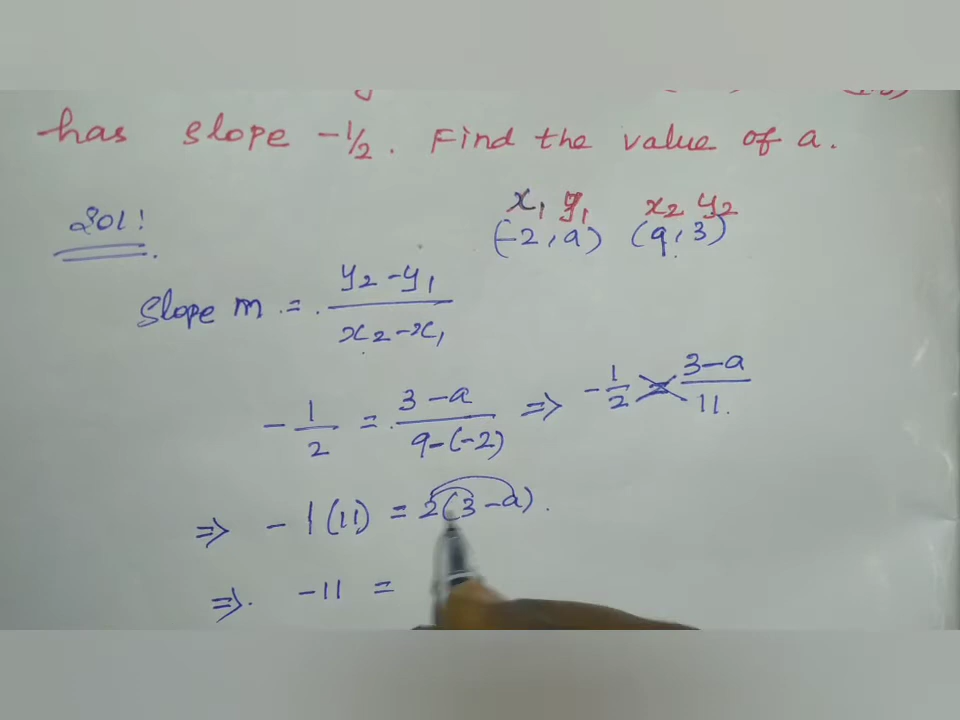 has slope -1/2. Find the value of a.
Sol:
x₁ y₁ x₂ y₂
(-2, a) (9, 3)
Slope m = y₂-y₁ / x₂-x₁
-1/2 = 3-a / 9-(-2) ⇒ -1/2 = 3-a / 11.
⇒ -1(11) = 2(3-a).
⇒ -11 =